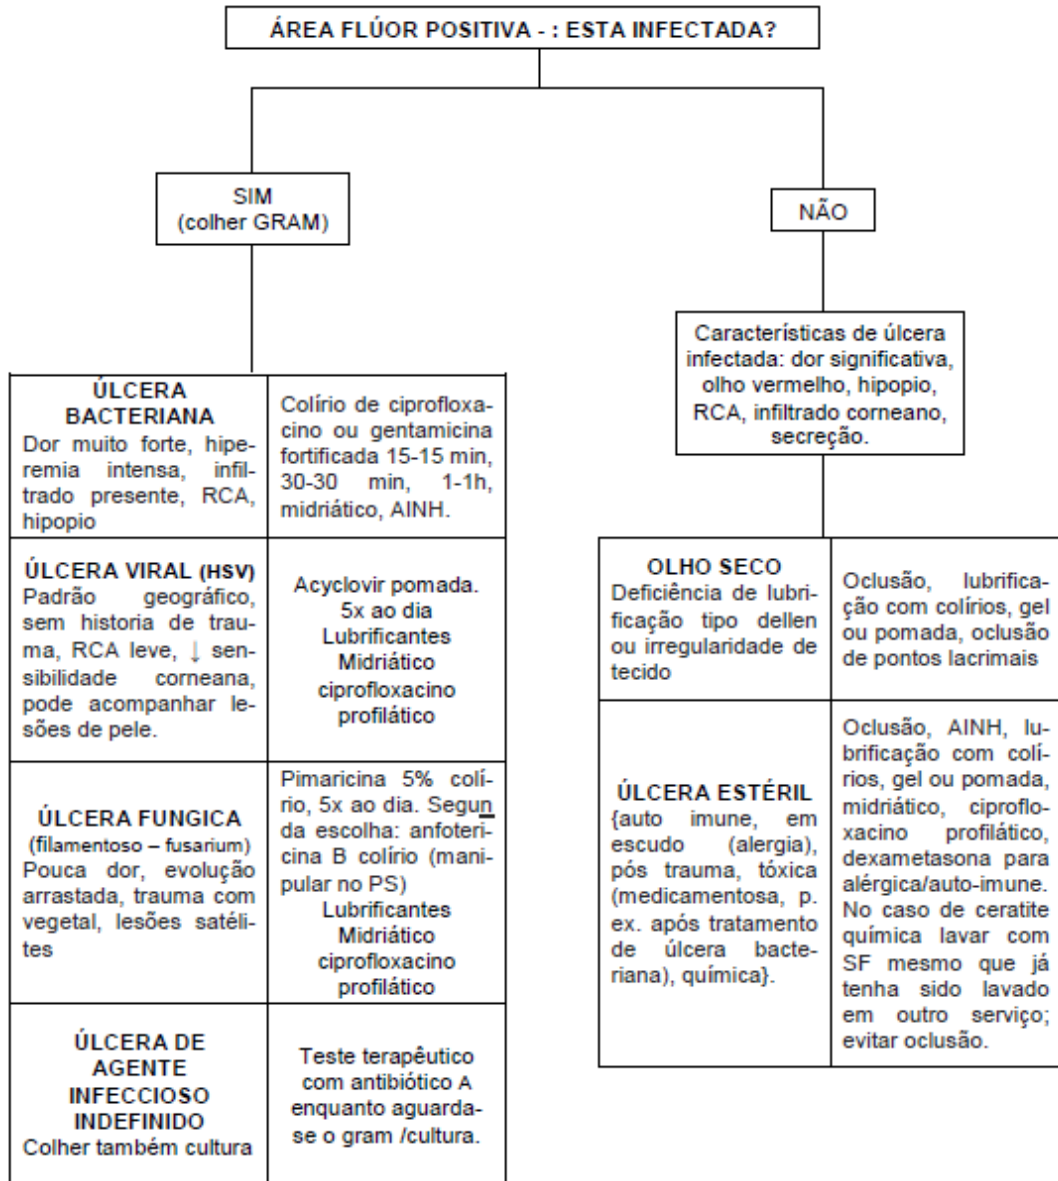 ÁREA FLÚOR POSITIVA - : ESTA INFECTADA?
SIM
(colher GRAM)
NÃO
Características de úlcera
infectada: dor significativa,
olho vermelho, hipopio,
RCA, infiltrado corneano,
secreção.
ÚLCERA
BACTERIANA
Dor muito forte, hipe-
remia intensa, infil-
trado presente, RCA,
hipopio
Colírio de ciprofloxa-
cino ou gentamicina
fortificada 15-15 min,
30-30 min, 1-1h,
midriático, AINH.
ÚLCERA VIRAL (HSV)
Padrão geográfico,
sem historia de trau-
ma, RCA leve, ↓ sen-
sibilidade corneana,
pode acompanhar le-
sões de pele.
Acyclovir pomada.
5x ao dia
Lubrificantes
Midriático
ciprofloxacino
profilático
ÚLCERA FUNGICA
(filamentoso – fusarium)
Pouca dor, evolução
arrastada, trauma com
vegetal, lesões satéli-
tes
Pimaricina 5% colí-
rio, 5x ao dia. Segun
da escolha: anfoteri-
cina B colírio (mani-
pular no PS)
Lubrificantes
Midriático
ciprofloxacino
profilático
ÚLCERA DE
AGENTE
INFECCIOSO
INDEFINIDO
Colher também cultura
Teste terapêutico
com antibiótico A
enquanto aguarda-
se o gram /cultura.
OLHO SECO
Deficiência de lubri-
ficação tipo dellen
ou irregularidade de
tecido
Oclusão, lubrifica-
ção com colírios, gel
ou pomada, oclusão
de pontos lacrimais
ÚLCERA ESTÉRIL
{auto imune, em
escudo (alergia),
pós trauma, tóxica
(medicamentosa, p.
ex. após tratamento
de úlcera bacte-
riana), química}.
Oclusão, AINH, lu-
brificação com colí-
rios, gel ou pomada,
midriático, ciproflo-
xacino profilático,
dexametasona para
alérgica/auto-imune.
No caso de ceratite
química lavar com
SF mesmo que já
tenha sido lavado
em outro serviço;
evitar oclusão.